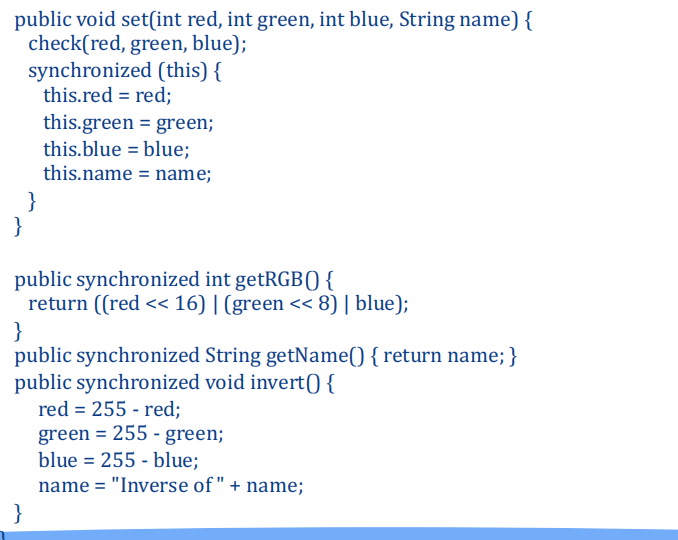 public void set(int red, int green, int blue, String name) {
check(red, green, blue);
synchronized (this) {
this.red = red;
this.green = green;
this.blue = blue;
this.name = name;
}
}
public synchronized int getRGB() {
return ((red << 16) | (green << 8) | blue);
}
public synchronized String getName() { return name; }
public synchronized void invert() {
red = 255 - red;
green = 255 - green;
blue = 255 - blue;
name = "Inverse of " + name;
}
}